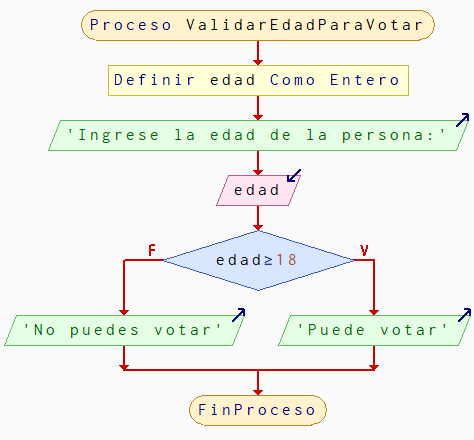 Proceso ValidarEdadParaVotar
Definir edad Como Entero
'Ingrese la edad de la persona:'
edad
F
V
edad≥18
'No puedes votar'
'Puede votar'
FinProceso